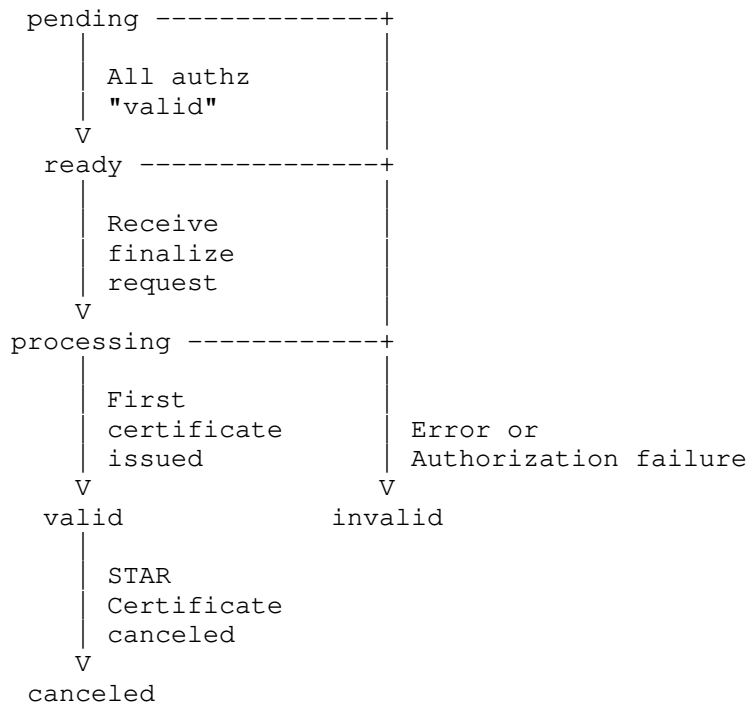 pending --------------+
All authz
"valid"
V
ready ---------------+
Receive
finalize
request
V
processing ------------+
First
certificate Error or
issued Authorization failure
V V
valid invalid
STAR
Certificate
canceled
V
canceled